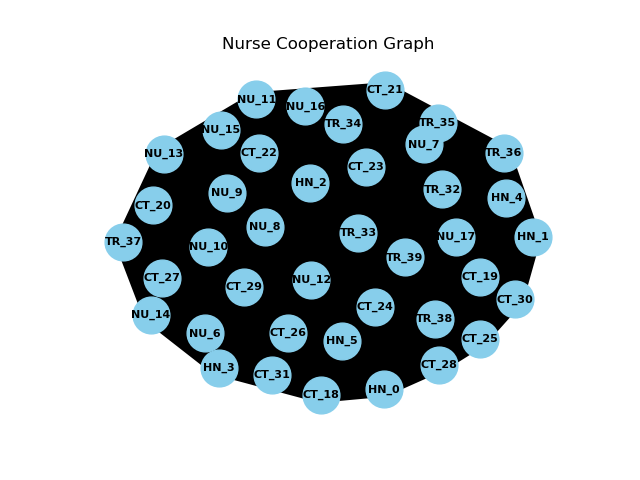 Nurse Cooperation Graph
CT_21
NU_11
NU_16
TR_34
TR_35
NU_15
NU_7
CT_22
NU_13
TR_36
CT_23
HN_2
TR_32
NU_9
HN_4
CT_20
NU_8
TR_33
NU_17
HN_1
TR_37
NU_10
TR_39
CT_27
CT_19
NU_12
CT_29
CT_30
CT_24
NU_14
TR_38
NU_6
CT_26
HN_5
CT_25
CT_28
HN_3
CT_31
HN_0
CT_18